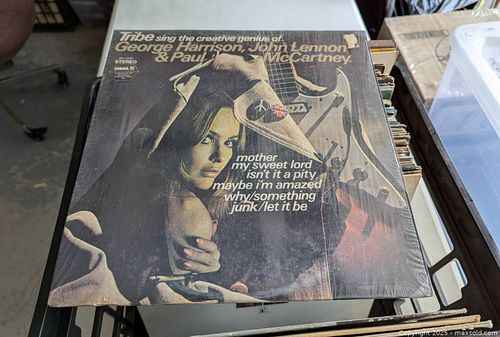 Tribe sing the creative genius of.
George Harrison, John Lennon
& Paul McCartney.
STEREO
mother
my sweet lord
isn't it a pity
maybe i'm amazed
why/something
junk/let it be
Copyright 2025 - maxsold.com